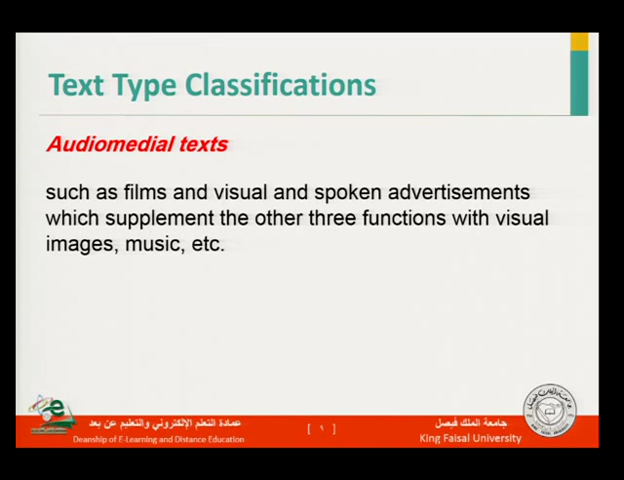 Text Type Classifications
Audiomedial texts
such as films and visual and spoken advertisements
which supplement the other three functions with visual
images, music, etc.
عمادة التعلم الإلكتروني والتعليم عن بعد
Deanship of E-Learning and Distance Education
[ ٩ ]
جامعة الملك فيصل
King Faisal University